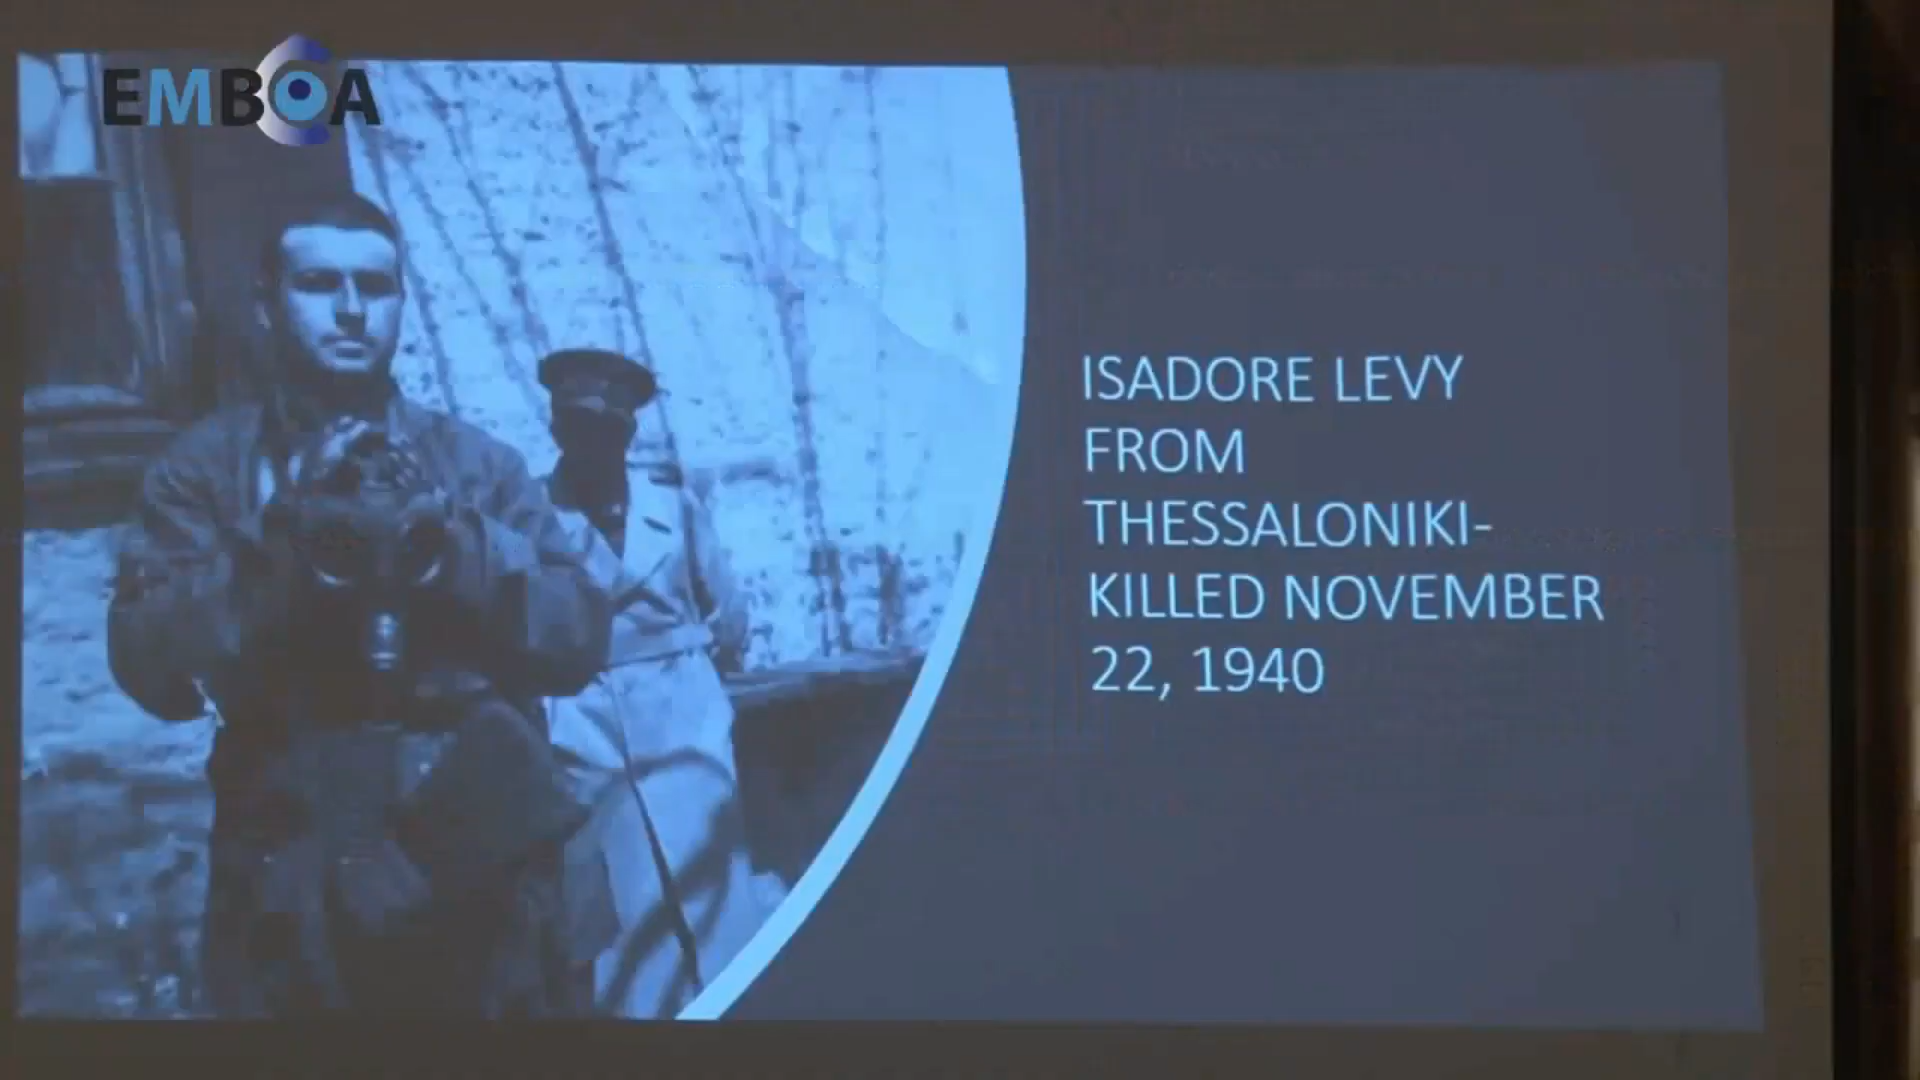 EMBOA
ISADORE LEVY
FROM
THESSALONIKI-
KILLED NOVEMBER
22, 1940